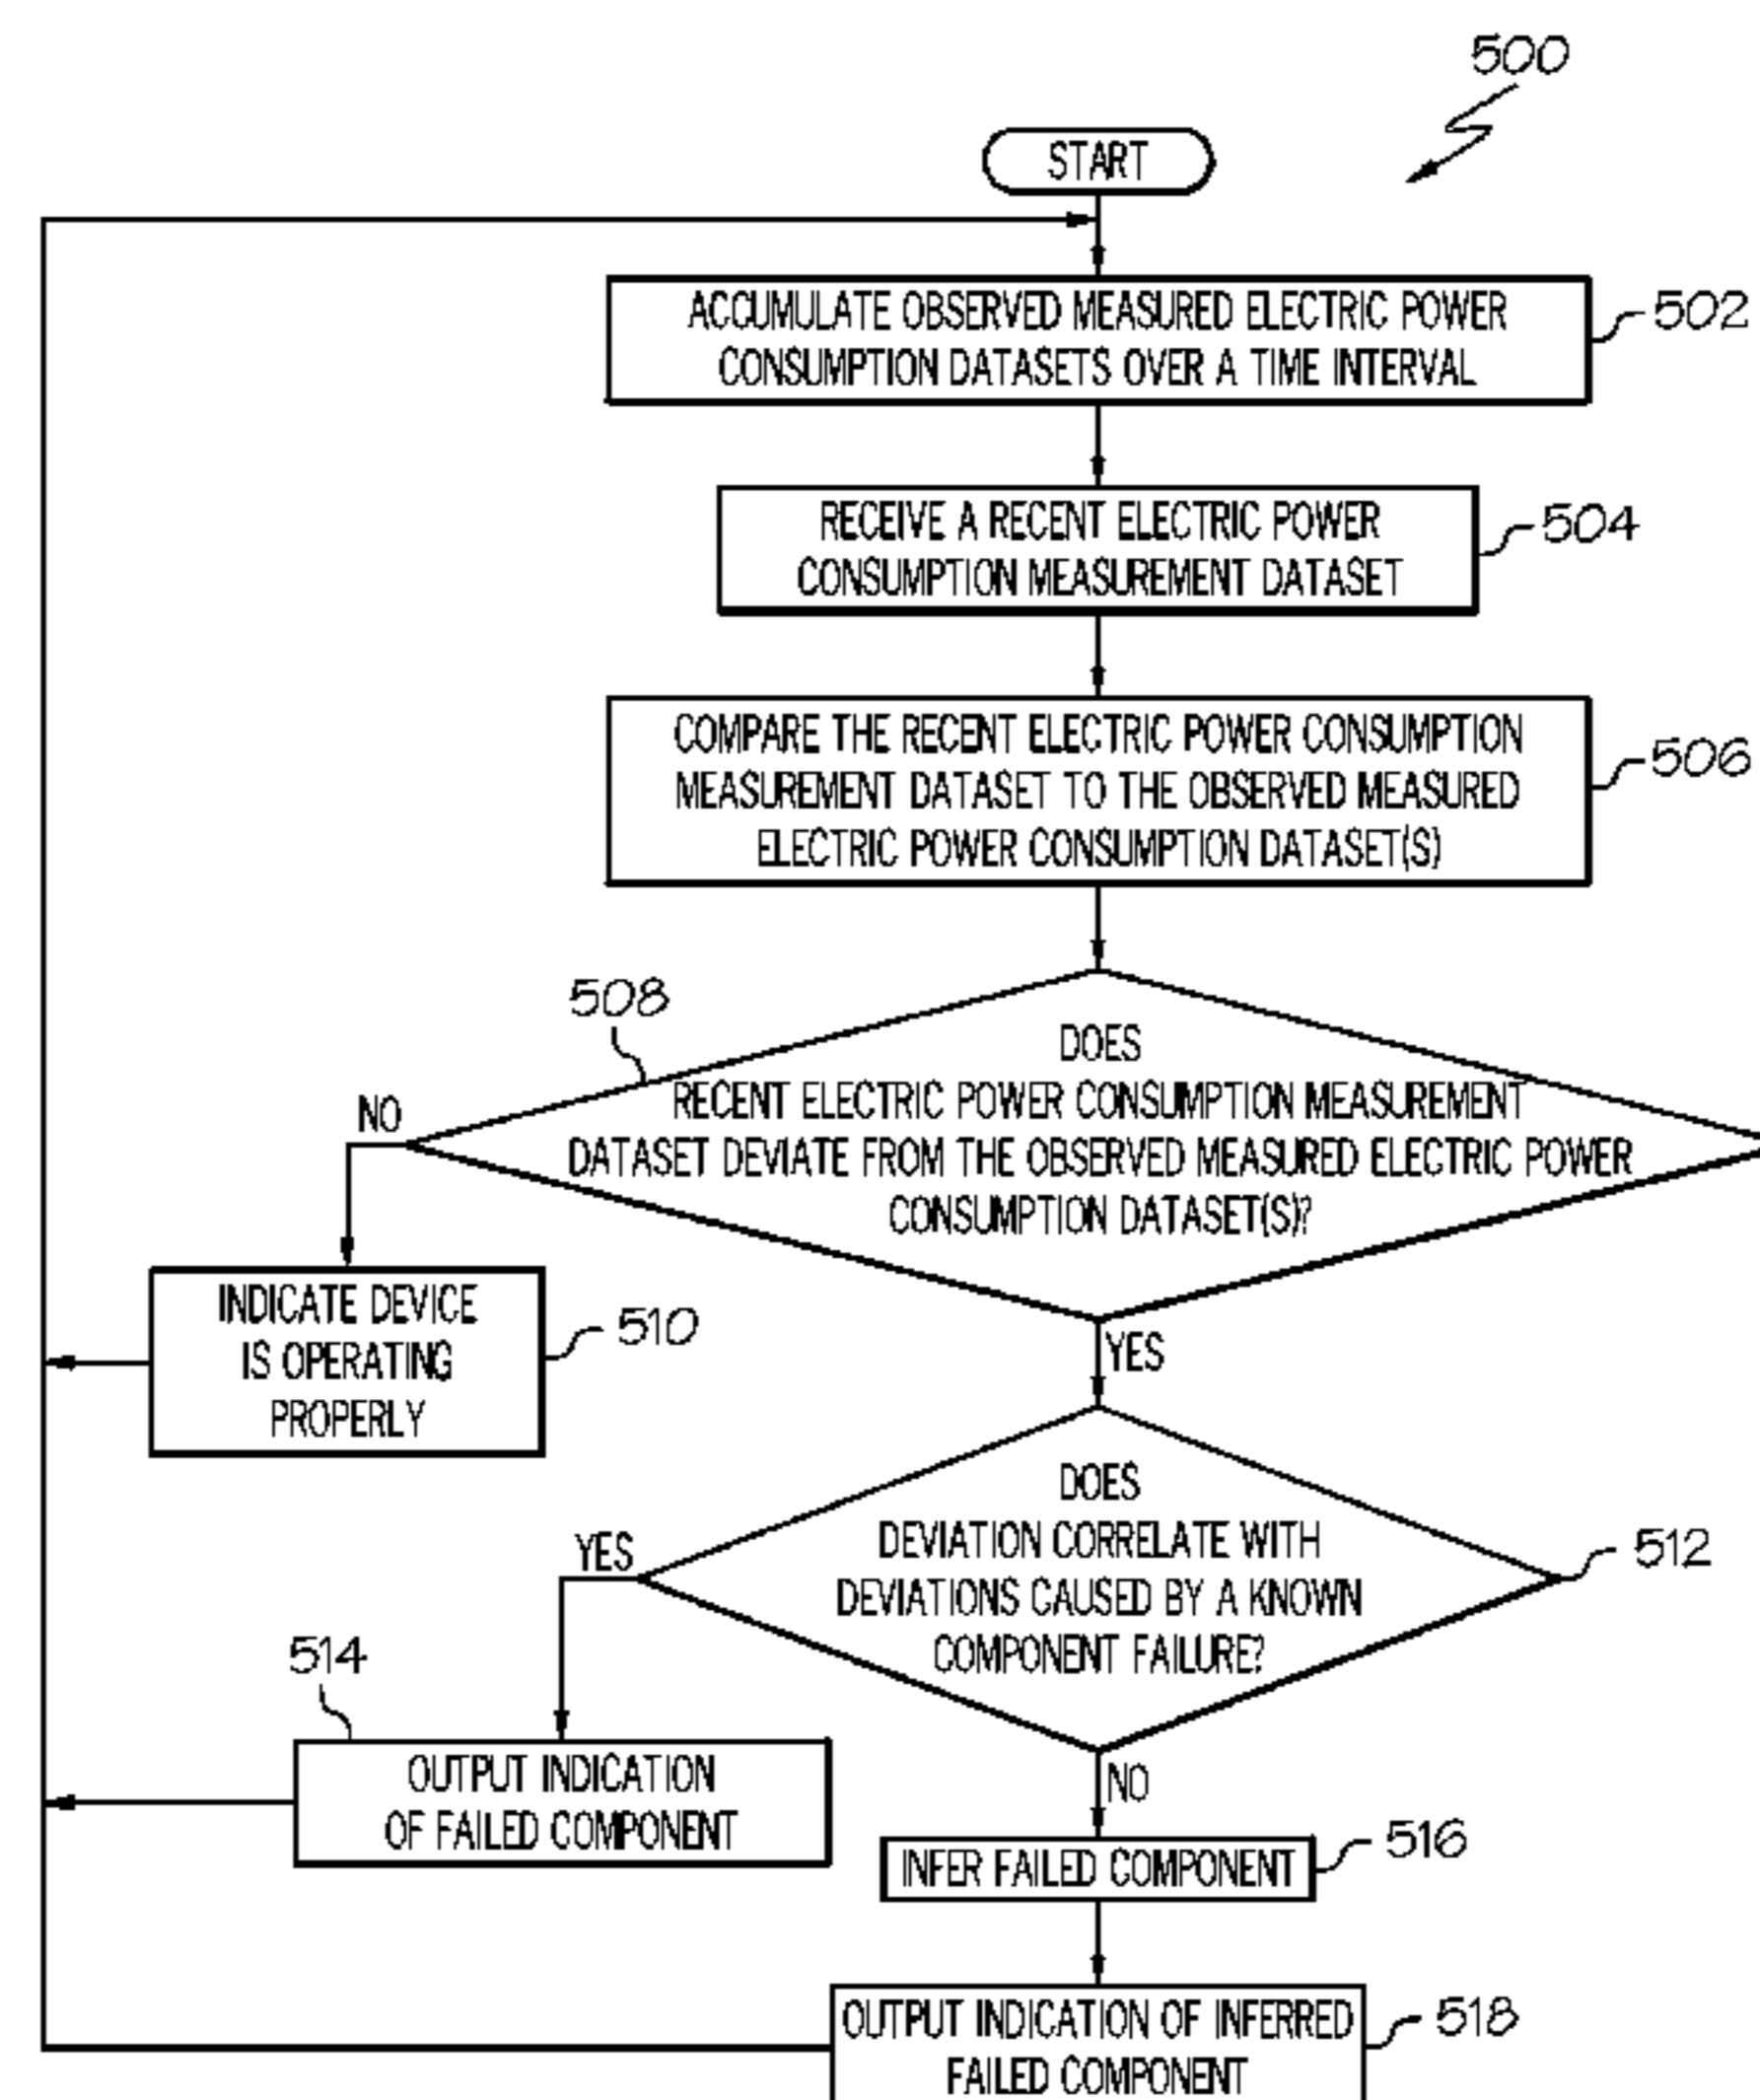 500
START
ACCUMULATE OBSERVED MEASURED ELECTRIC POWER
CONSUMPTION DATASETS OVER A TIME INTERVAL
502
RECEIVE A RECENT ELECTRIC POWER
CONSUMPTION MEASUREMENT DATASET
504
COMPARE THE RECENT ELECTRIC POWER CONSUMPTION
MEASUREMENT DATASET TO THE OBSERVED MEASURED
ELECTRIC POWER CONSUMPTION DATASET(S)
506
508
DOES
RECENT ELECTRIC POWER CONSUMPTION MEASUREMENT
DATASET DEVIATE FROM THE OBSERVED MEASURED ELECTRIC POWER
CONSUMPTION DATASET(S)?
NO
INDICATE DEVICE
IS OPERATING
PROPERLY
510
YES
DOES
DEVIATION CORRELATE WITH
DEVIATIONS CAUSED BY A KNOWN
COMPONENT FAILURE?
512
YES
514
OUTPUT INDICATION
OF FAILED COMPONENT
NO
INFER FAILED COMPONENT
516
OUTPUT INDICATION OF INFERRED
FAILED COMPONENT
518